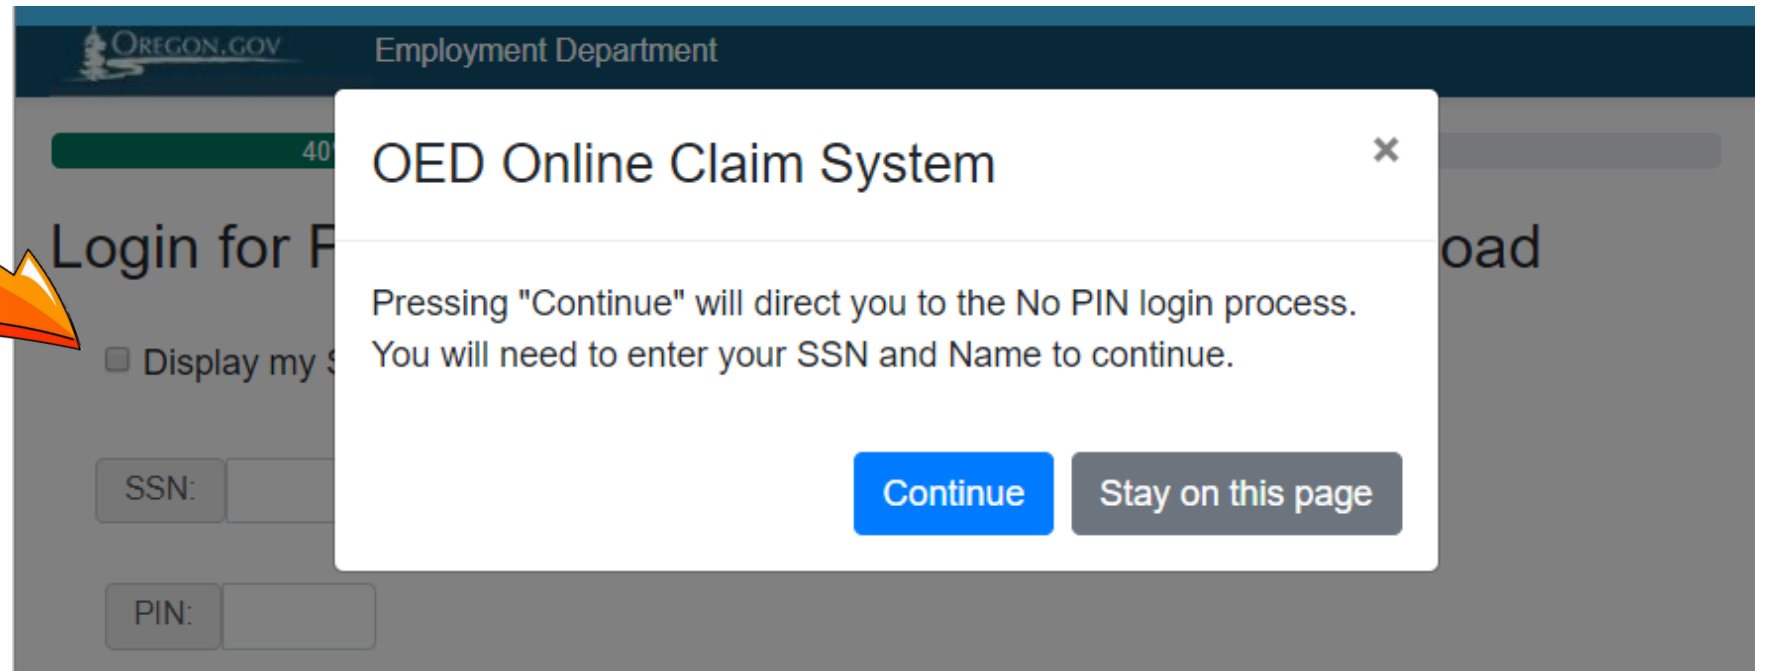 OREGON.GOV Employment Department
40
OED Online Claim System ×
Login for oad
Pressing "Continue" will direct you to the No PIN login process.
You will need to enter your SSN and Name to continue.
Display my
SSN:
Continue Stay on this page
PIN: